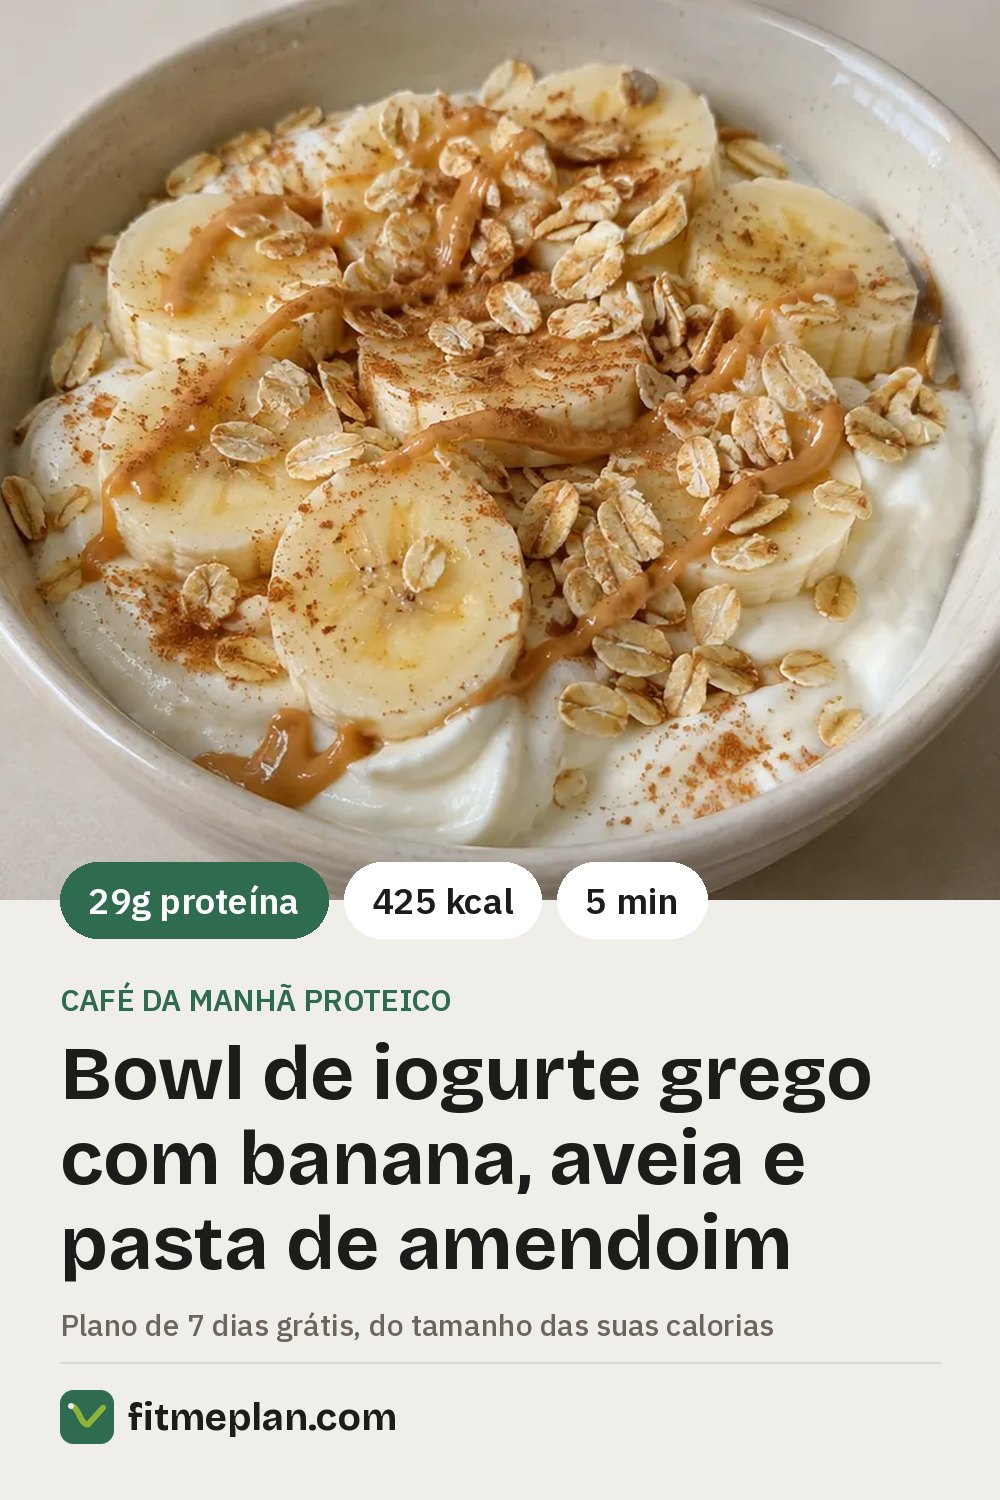 29g proteína
425 kcal
5 min
CAFÉ DA MANHÃ PROTEICO
Bowl de iogurte grego
com banana, aveia e
pasta de amendoim
Plano de 7 dias grátis, do tamanho das suas calorias
fitmeplan.com